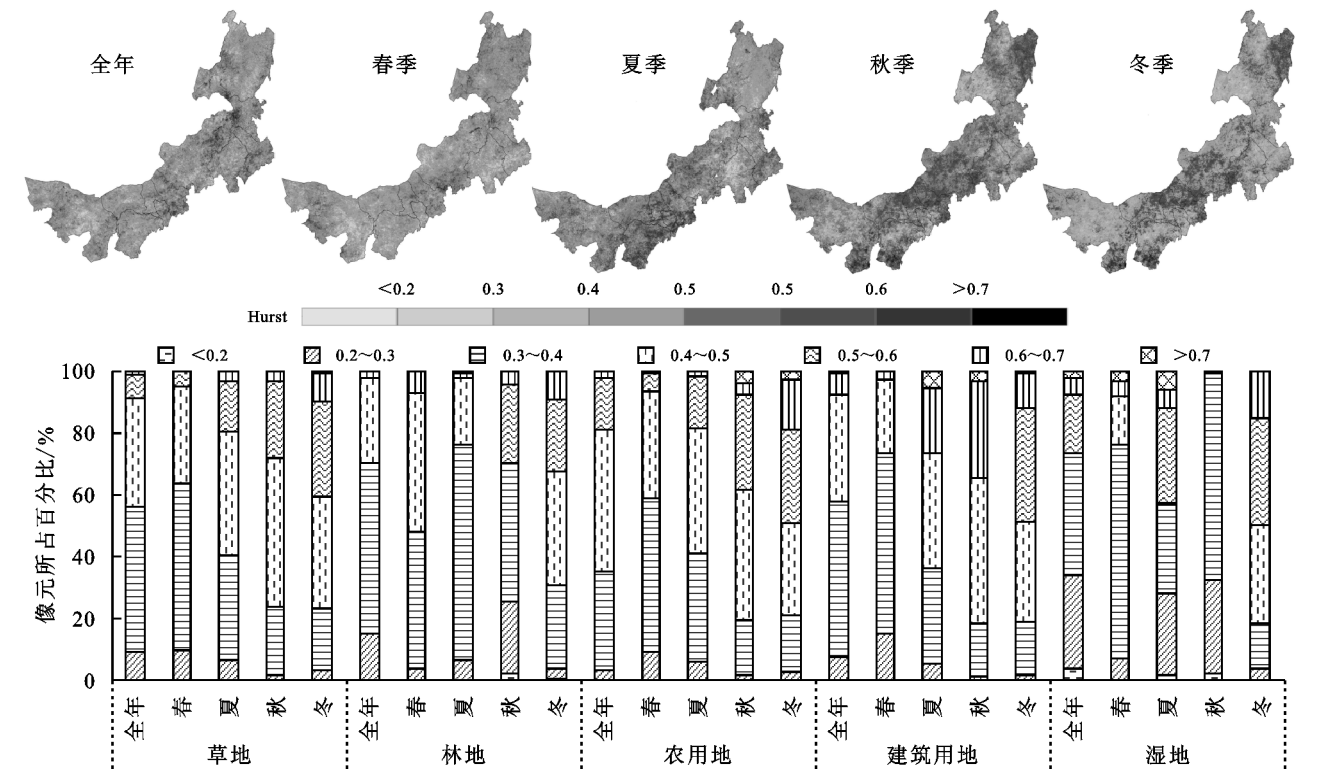 全年 春季 夏季 秋季 冬季
<0.2 0.3 0.4 0.5 0.5 0.6 >0.7
Hurst
<0.2 0.2~0.3 0.3~0.4 0.4~0.5 0.5~0.6 0.6~0.7 >0.7
像元所占百分比/%
100
80
60
40
20
0
全年 春 夏 秋 冬 全年 春 夏 秋 冬 全年 春 夏 秋 冬 全年 春 夏 秋 冬 全年 春 夏 秋 冬
草地 林地 农用地 建筑用地 湿地